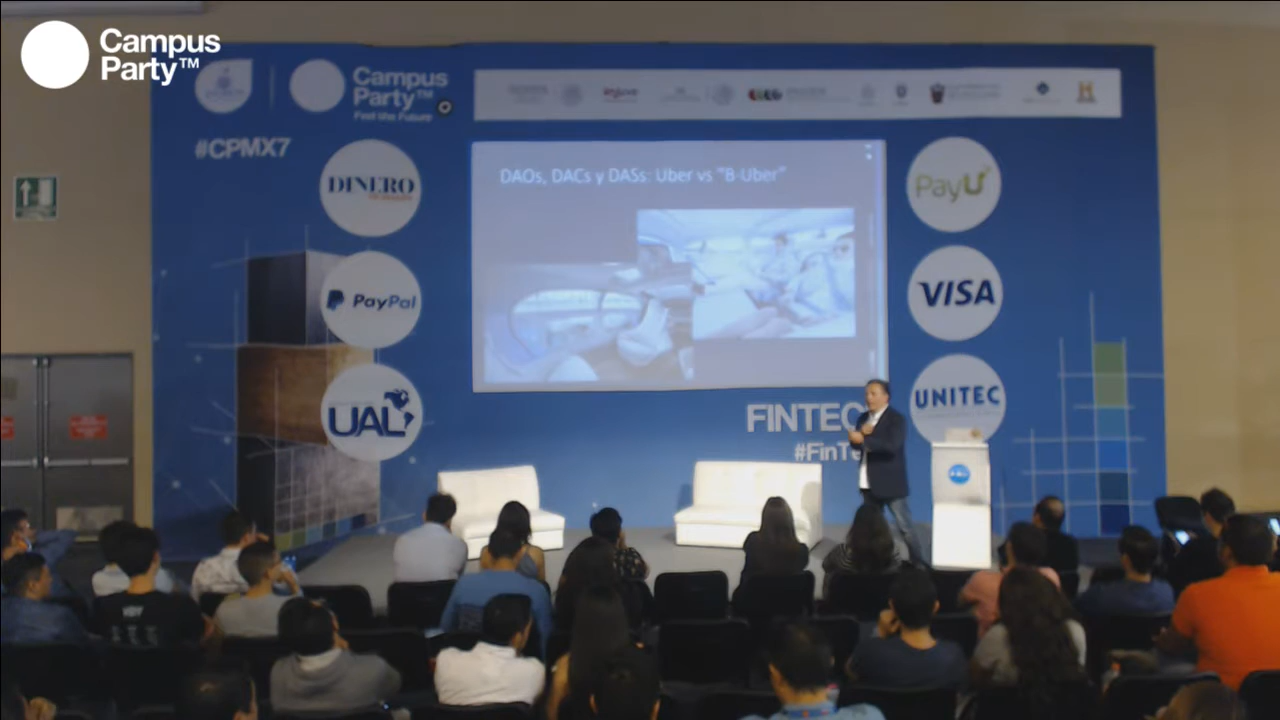 Campus
Party™
Campus
Party™
Feel the Future
#CPMX7
DINERO
PayPal
UAL
DAOs, DACs y DASs: Uber vs "B-Uber"
PayU
VISA
UNITEC
FINTEC
#FinTe